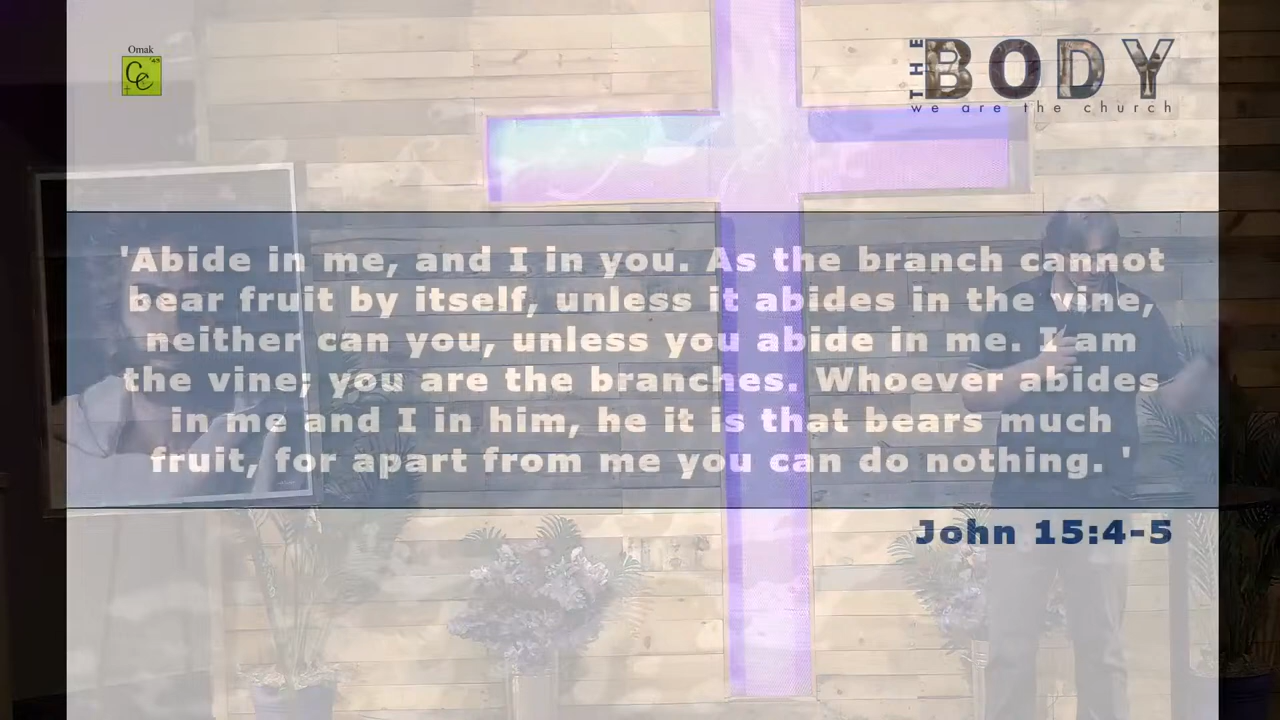 Omak
CC
THE BODY
we are the church
'Abide in me, and I in you. As the branch cannot
bear fruit by itself, unless it abides in the vine,
neither can you, unless you abide in me. I am
the vine; you are the branches. Whoever abides
in me and I in him, he it is that bears much
fruit, for apart from me you can do nothing. '
John 15:4-5